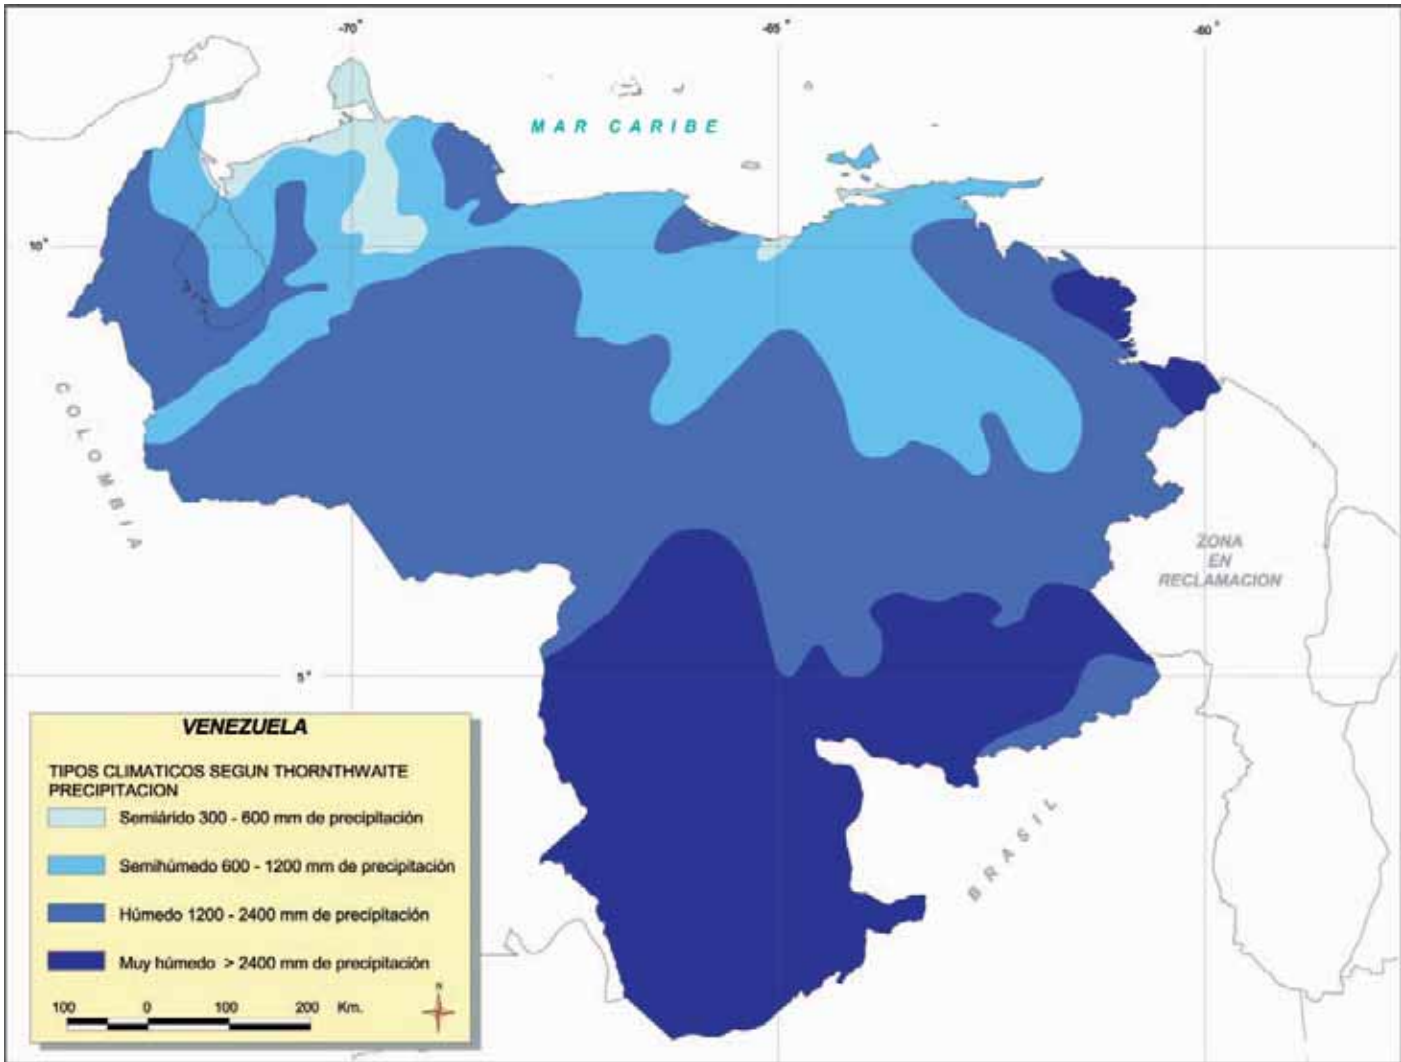 -70°
-65°
-60°
MAR CARIBE
10°
COLOMBIA
ZONA
EN
RECLAMACION
5°
BRASIL
VENEZUELA
TIPOS CLIMATICOS SEGUN THORNTHWAITE
PRECIPITACION
Semiárido 300 - 600 mm de precipitación
Semihúmedo 600 - 1200 mm de precipitación
Húmedo 1200 - 2400 mm de precipitación
Muy húmedo > 2400 mm de precipitación
N
100 0 100 200 Km.